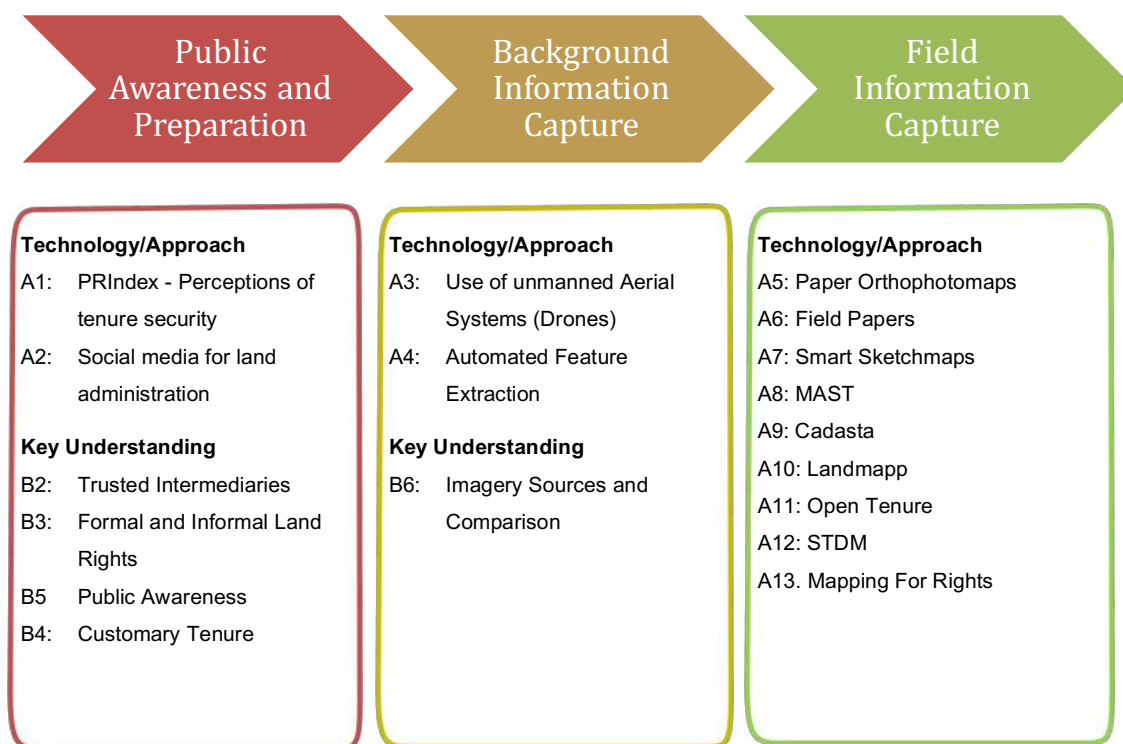 Public
Awareness and
Preparation
Background
Information
Capture
Field
Information
Capture
Technology/Approach
A1: PRIndex - Perceptions of
tenure security
A2: Social media for land
administration
Key Understanding
B2: Trusted Intermediaries
B3: Formal and Informal Land
Rights
B5 Public Awareness
B4: Customary Tenure
Technology/Approach
A3: Use of unmanned Aerial
Systems (Drones)
A4: Automated Feature
Extraction
Key Understanding
B6: Imagery Sources and
Comparison
Technology/Approach
A5: Paper Orthophotomaps
A6: Field Papers
A7: Smart Sketchmaps
A8: MAST
A9: Cadasta
A10: Landmapp
A11: Open Tenure
A12: STDM
A13. Mapping For Rights